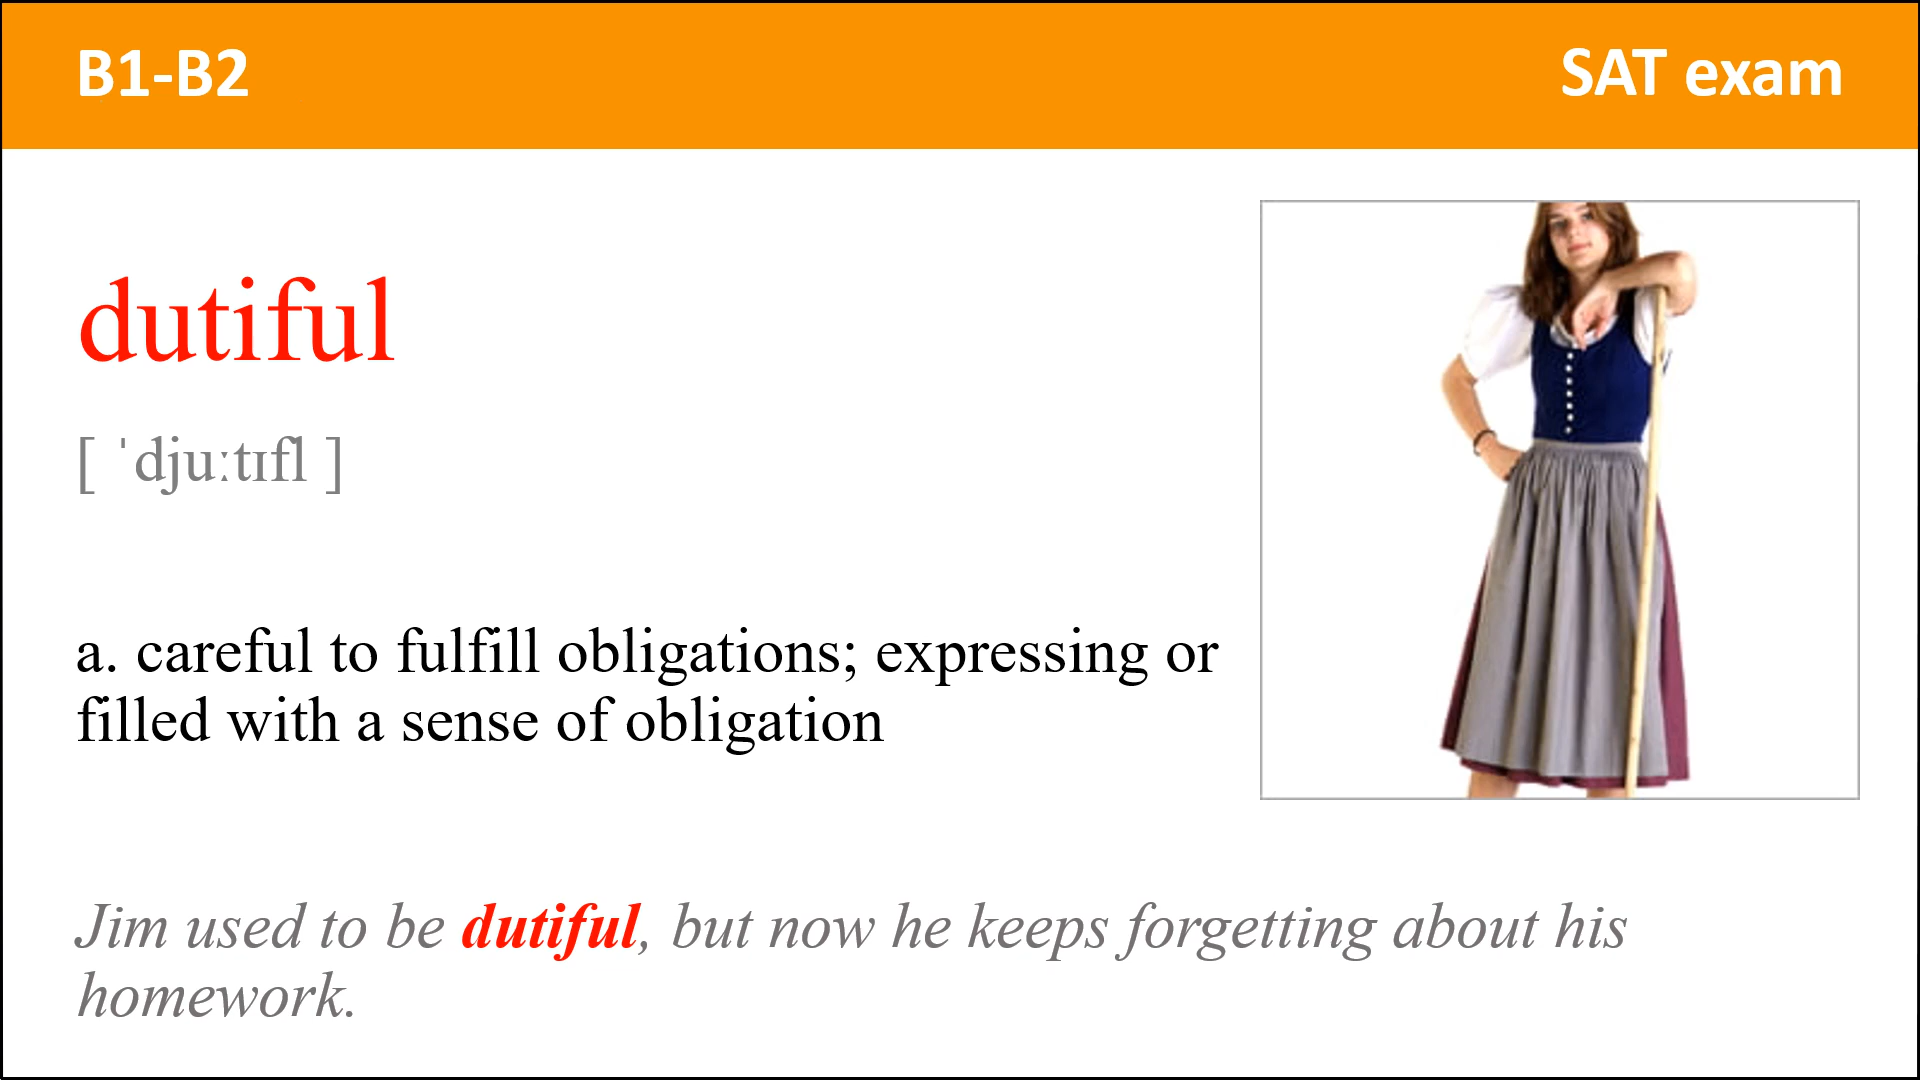 B1-B2 SAT exam
dutiful
[ ˈdjuːtɪfl ]
a. careful to fulfill obligations; expressing or
filled with a sense of obligation
Jim used to be dutiful, but now he keeps forgetting about his
homework.